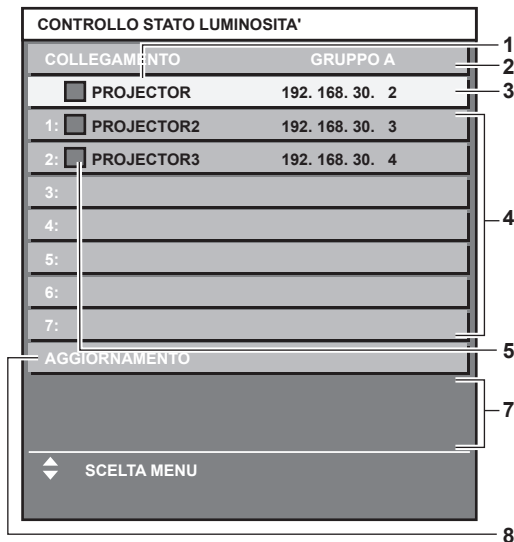 CONTROLLO STATO LUMINOSITA'
COLLEGAMENTO GRUPPO A
PROJECTOR 192. 168. 30. 2
1: PROJECTOR2 192. 168. 30. 3
2: PROJECTOR3 192. 168. 30. 4
3:
4:
5:
6:
7:
AGGIORNAMENTO
SCELTA MENU
1
2
3
4
5
7
8